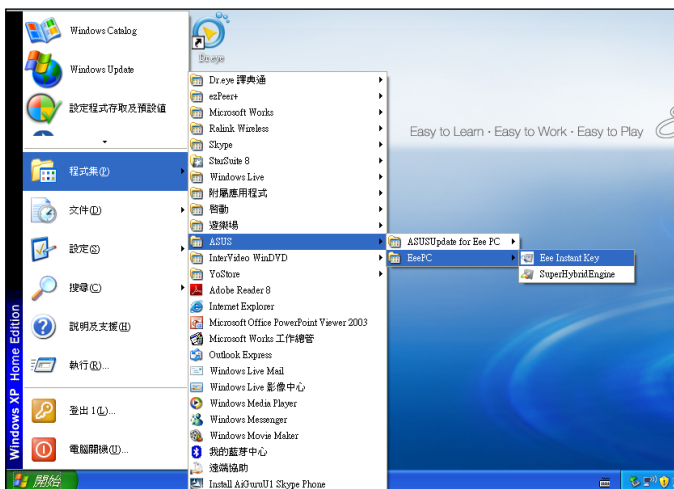 Windows Catalog
Windows Update
設定程式存取及預設值
程式集(P)
文件(D)
設定(S)
搜尋(C)
說明及支援(H)
執行(R)...
登出 1(L)...
電腦關機(U)...
Windows XP Home Edition
開始
Dr.eye
Dr.eye 譯典通
ezPeer+
Microsoft Works
Ralink Wireless
Skype
StarSuite 8
Windows Live
附屬應用程式
啟動
遊樂場
ASUS
InterVideo WinDVD
YoStore
Adobe Reader 8
Internet Explorer
Microsoft Office PowerPoint Viewer 2003
Microsoft Works 工作總管
Outlook Express
Windows Live Mail
Windows Live 影像中心
Windows Media Player
Windows Messenger
Windows Movie Maker
我的藍芽中心
遠端協助
Install AiGuruU1 Skype Phone
ASUSUpdate for Eee PC
EeePC
Eee Instant Key
SuperHybridEngine
Easy to Learn · Easy to Work · Easy to Play